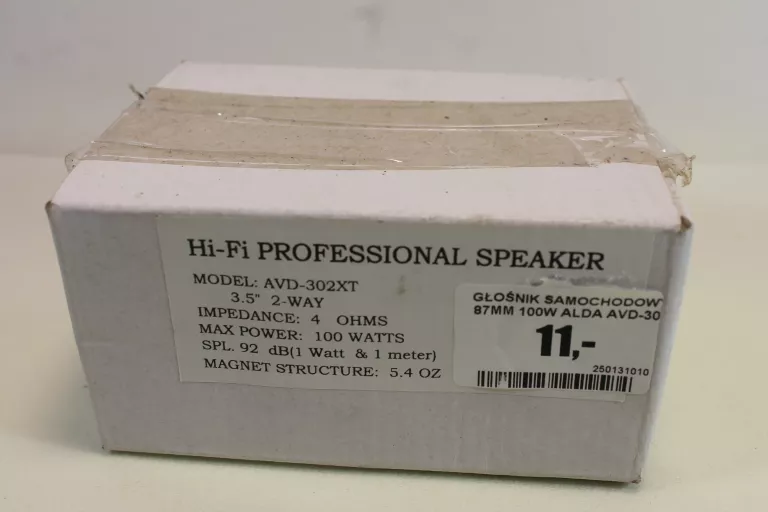 Hi-Fi PROFESSIONAL SPEAKER
MODEL: AVD-302XT
3.5" 2-WAY
IMPEDANCE: 4 OHMS
MAX POWER: 100 WATTS
SPL. 92 dB(1 Watt & 1 meter)
MAGNET STRUCTURE: 5.4 OZ
GŁOŚNIK SAMOCHODOWY
87MM 100W ALDA AVD-30
11,-
250131010